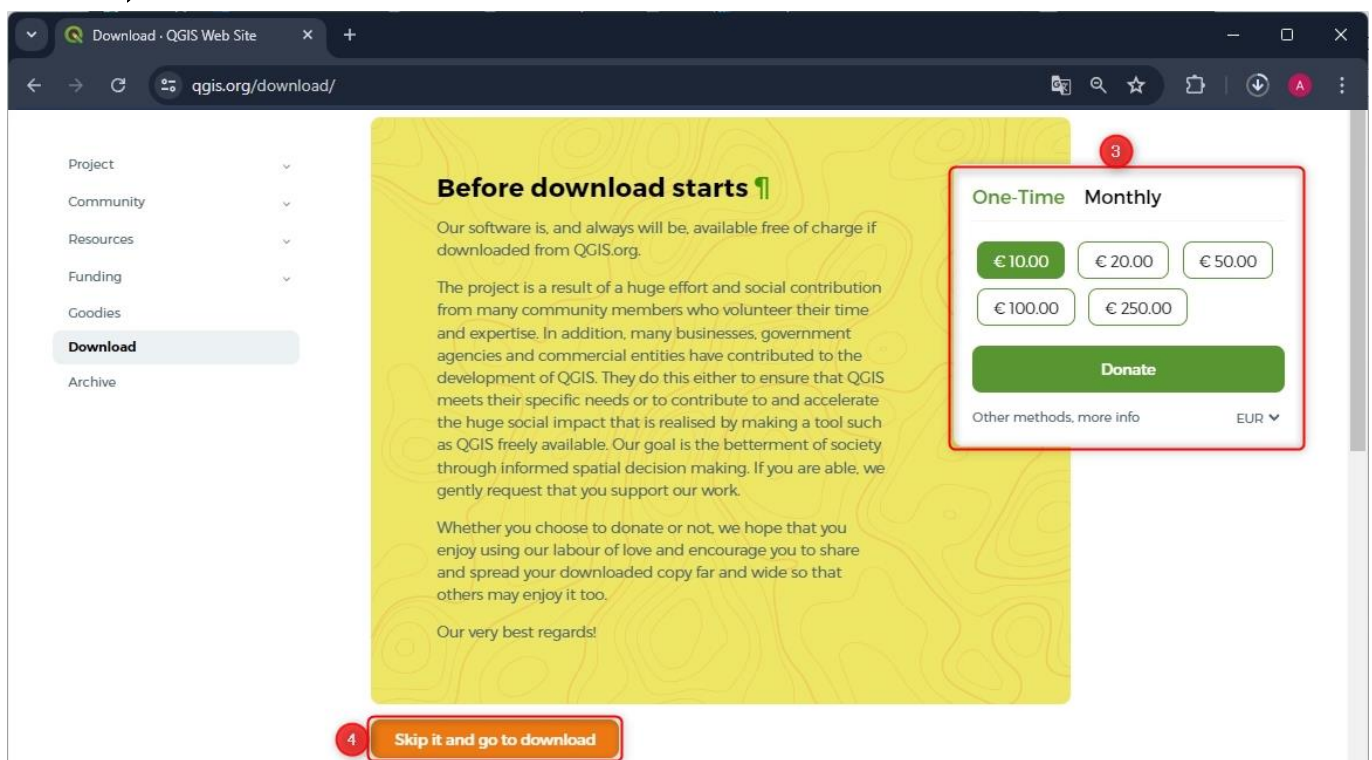 Download · QGIS Web Site
qgis.org/download/
A
Project
Community
Resources
Funding
Goodies
Download
Archive
Before download starts ¶
Our software is, and always will be, available free of charge if
downloaded from QGIS.org.
The project is a result of a huge effort and social contribution
from many community members who volunteer their time
and expertise. In addition, many businesses, government
agencies and commercial entities have contributed to the
development of QGIS. They do this either to ensure that QGIS
meets their specific needs or to contribute to and accelerate
the huge social impact that is realised by making a tool such
as QGIS freely available. Our goal is the betterment of society
through informed spatial decision making. If you are able, we
gently request that you support our work.
Whether you choose to donate or not, we hope that you
enjoy using our labour of love and encourage you to share
and spread your downloaded copy far and wide so that
others may enjoy it too.
Our very best regards!
3
One-Time Monthly
€ 10.00 € 20.00 € 50.00
€ 100.00 € 250.00
Donate
Other methods, more info EUR
4 Skip it and go to download